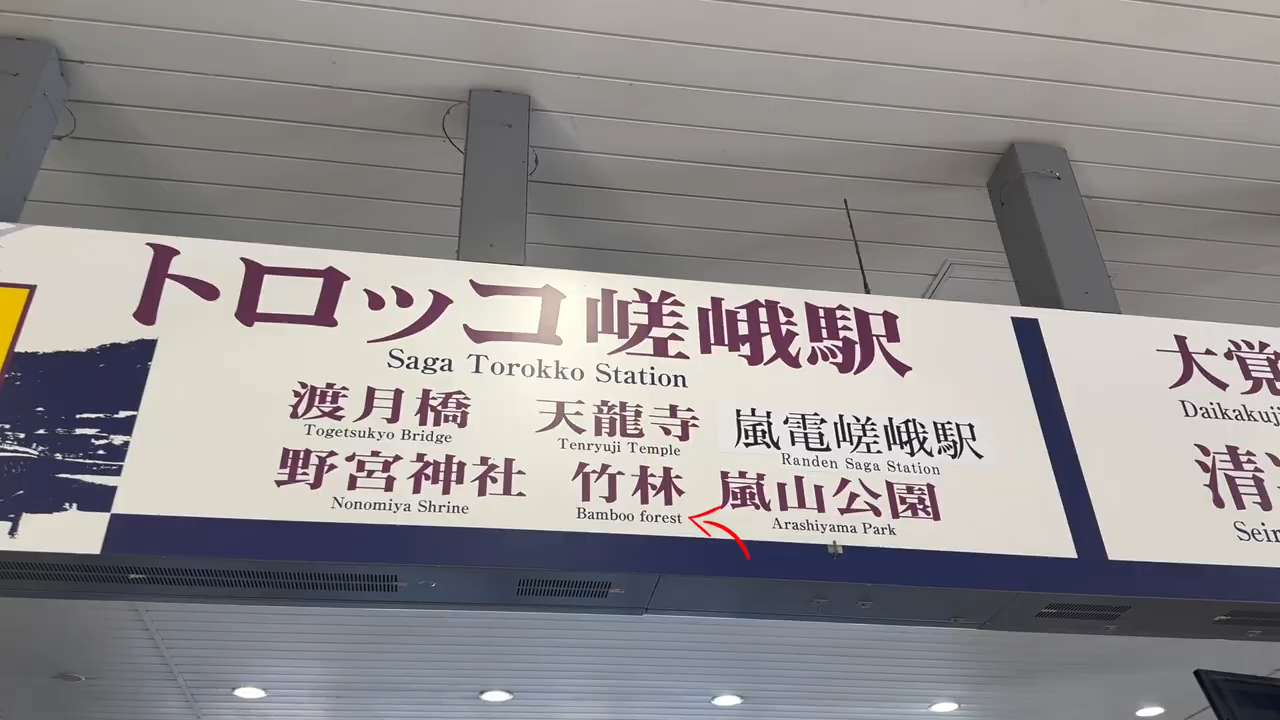 トロッコ嵯峨駅
Saga Torokko Station
渡月橋 天龍寺 嵐電嵯峨駅
Togetsukyo Bridge Tenryuji Temple Randen Saga Station
野宮神社 竹林 嵐山公園
Nonomiya Shrine Bamboo forest Arashiyama Park
大覚
Daikakuji
清
Seir